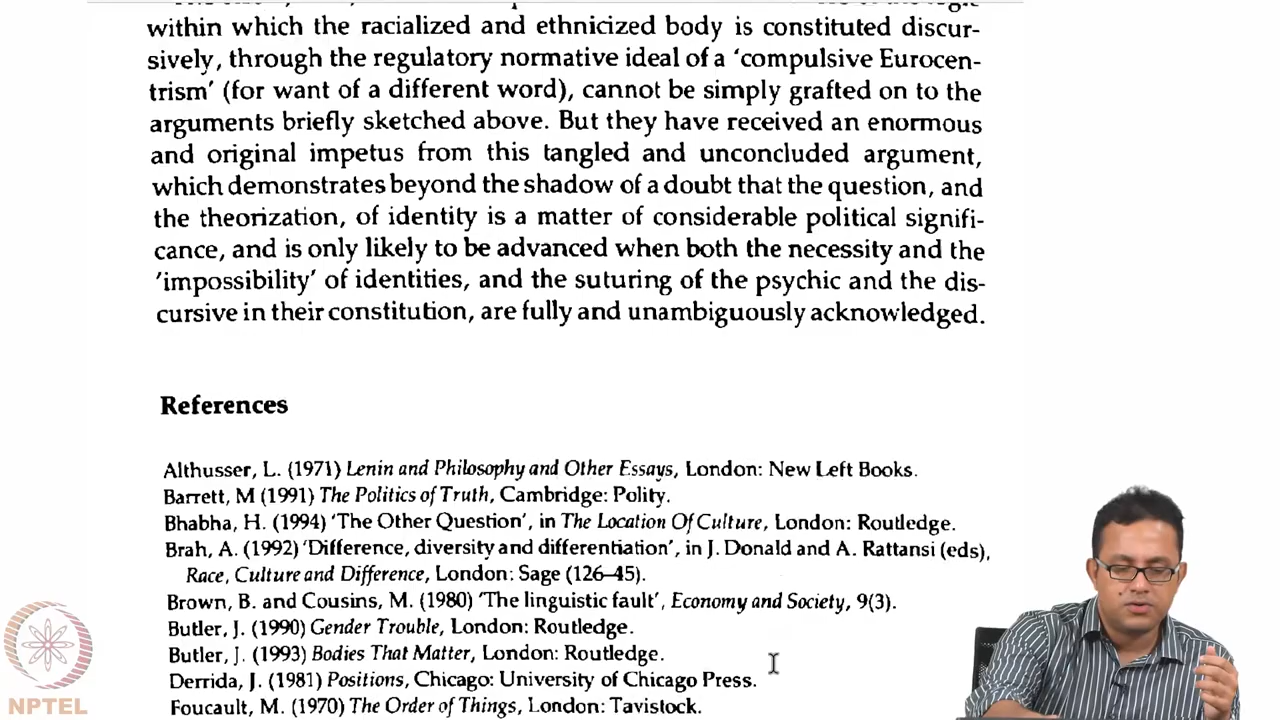 within which the racialized and ethnicized body is constituted discur-
sively, through the regulatory normative ideal of a 'compulsive Eurocen-
trism' (for want of a different word), cannot be simply grafted on to the
arguments briefly sketched above. But they have received an enormous
and original impetus from this tangled and unconcluded argument,
which demonstrates beyond the shadow of a doubt that the question, and
the theorization, of identity is a matter of considerable political signifi-
cance, and is only likely to be advanced when both the necessity and the
'impossibility' of identities, and the suturing of the psychic and the dis-
cursive in their constitution, are fully and unambiguously acknowledged.
References
Althusser, L. (1971) Lenin and Philosophy and Other Essays, London: New Left Books.
Barrett, M (1991) The Politics of Truth, Cambridge: Polity.
Bhabha, H. (1994) 'The Other Question', in The Location Of Culture, London: Routledge.
Brah, A. (1992) 'Difference, diversity and differentiation', in J. Donald and A. Rattansi (eds),
Race, Culture and Difference, London: Sage (126–45).
Brown, B. and Cousins, M. (1980) 'The linguistic fault', Economy and Society, 9(3).
Butler, J. (1990) Gender Trouble, London: Routledge.
Butler, J. (1993) Bodies That Matter, London: Routledge.
Derrida, J. (1981) Positions, Chicago: University of Chicago Press.
Foucault, M. (1970) The Order of Things, London: Tavistock.
NPTEL